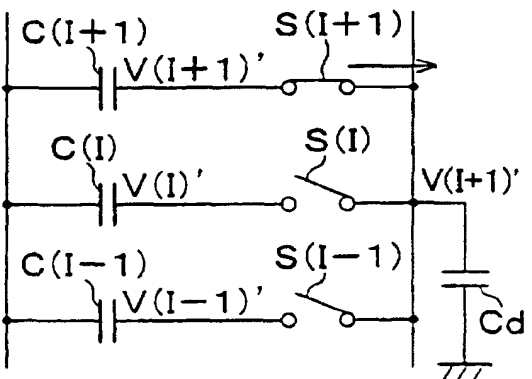 C(I+1)
S(I+1)
V(I+1)'
C(I)
S(I)
V(I)'
V(I+1)'
C(I-1)
S(I-1)
V(I-1)'
Cd